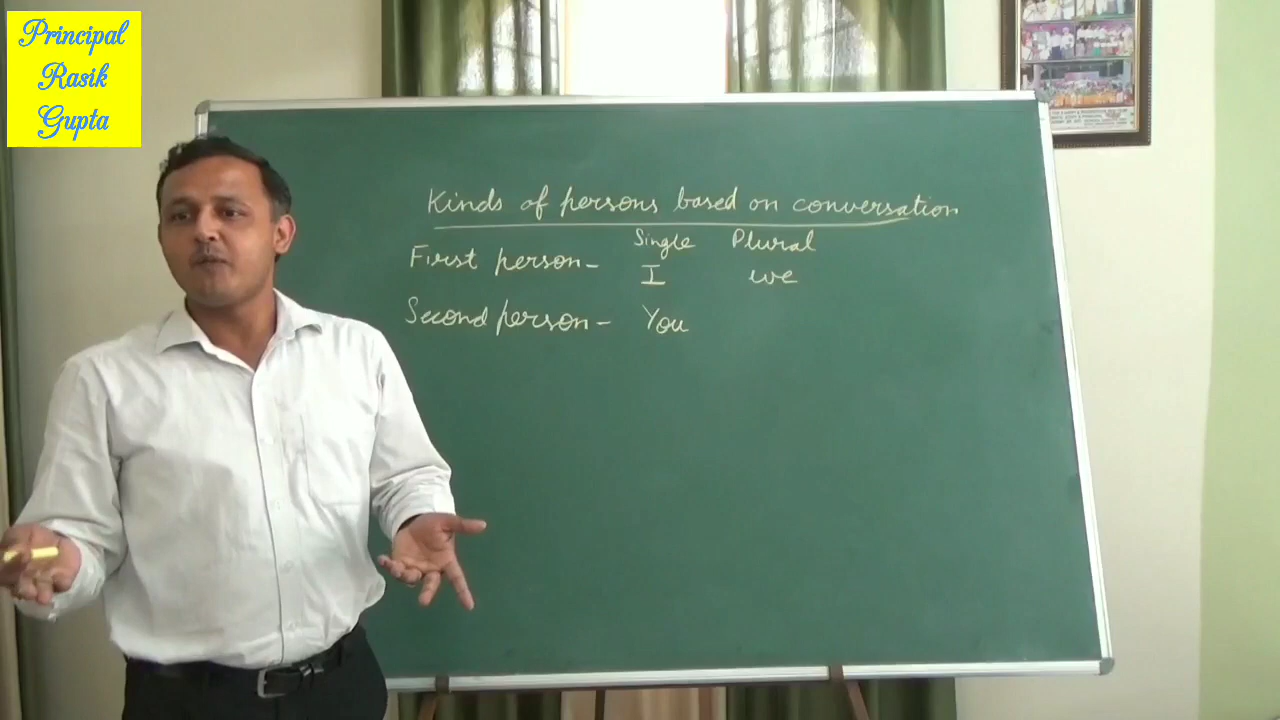 Principal
Rasik
Gupta
Kinds of persons based on conversation
Single Plural
First person- I we
Second person - You